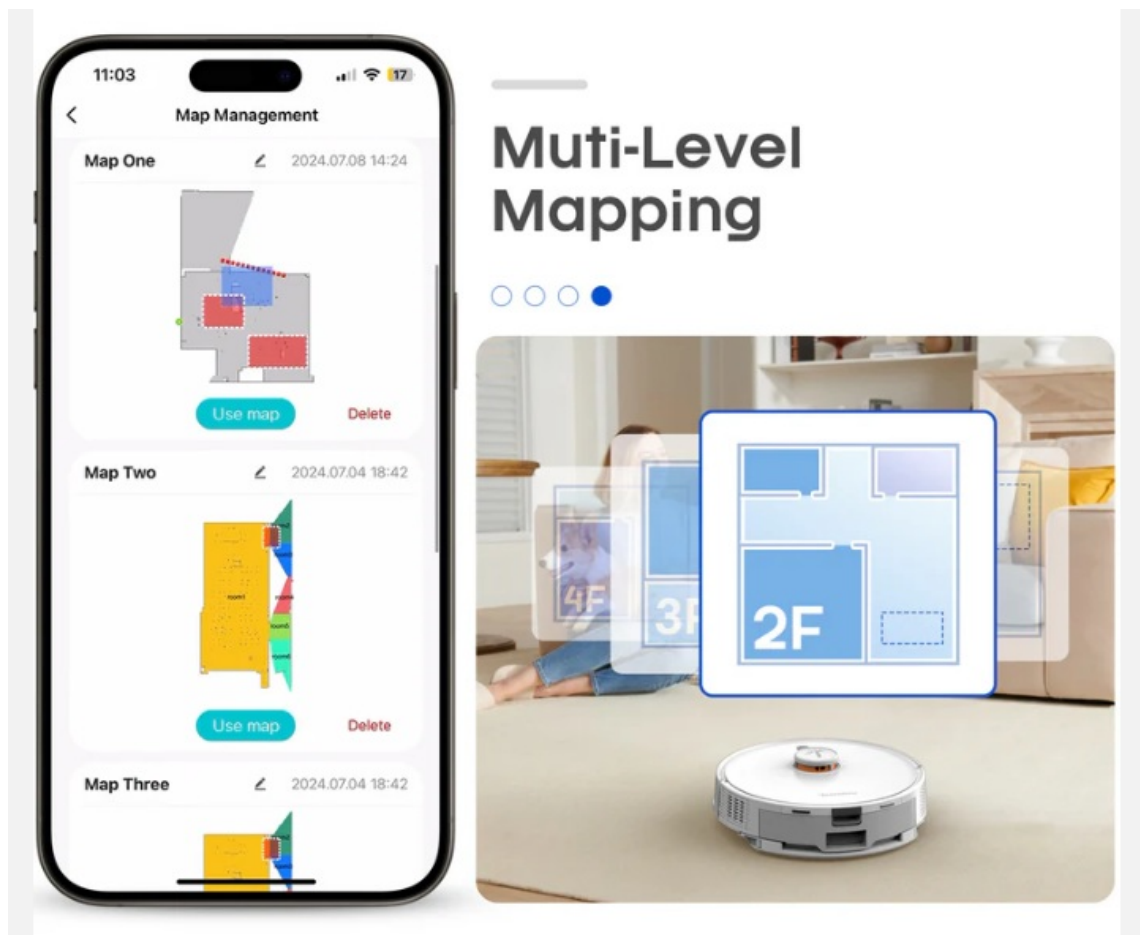 11:03
17
Map Management
Map One
2024.07.08 14:24
Use map
Delete
Map Two
2024.07.04 18:42
room1
room5
Use map
Delete
Map Three
2024.07.04 18:42
Muti-Level
Mapping
4F
3F
2F